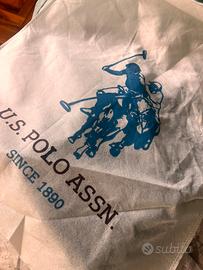 U.S. POLO ASSN.
SINCE 1890
subito